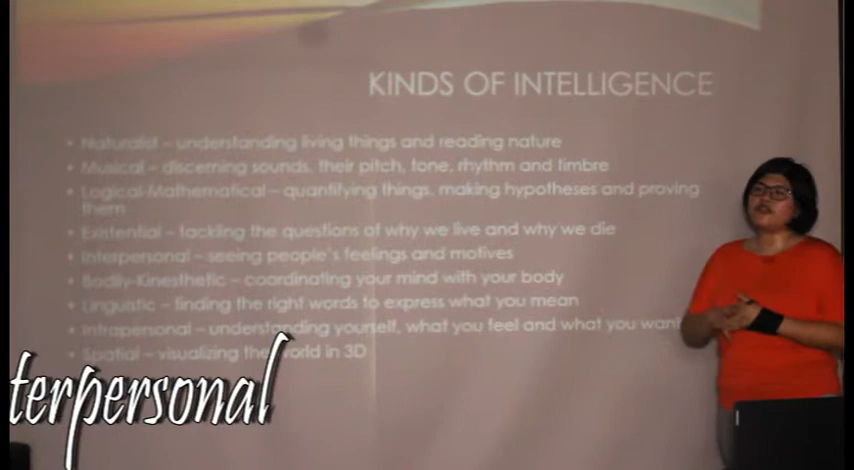 KINDS OF INTELLIGENCE
• Naturalist – understanding living things and reading nature
• Musical – discerning sounds, their pitch, tone, rhythm and timbre
• Logical-Mathematical – quantifying things, making hypotheses and proving
them
• Existential – tackling the questions of why we live and why we die
• Interpersonal – seeing people's feelings and motives
• Bodily-Kinesthetic – coordinating your mind with your body
• Linguistic – finding the right words to express what you mean
• Intrapersonal – understanding yourself, what you feel and what you want
• Spatial – visualizing the world in 3D
terpersonal